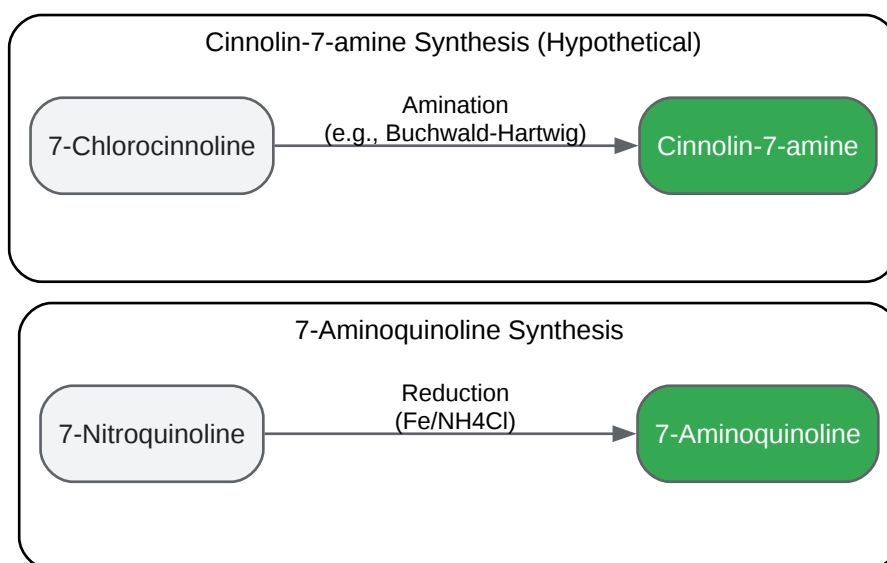 Cinnolin-7-amine Synthesis (Hypothetical)
7-Chlorocinnoline
Amination
(e.g., Buchwald-Hartwig)
Cinnolin-7-amine
7-Aminoquinoline Synthesis
7-Nitroquinoline
Reduction
(Fe/NH4Cl)
7-Aminoquinoline